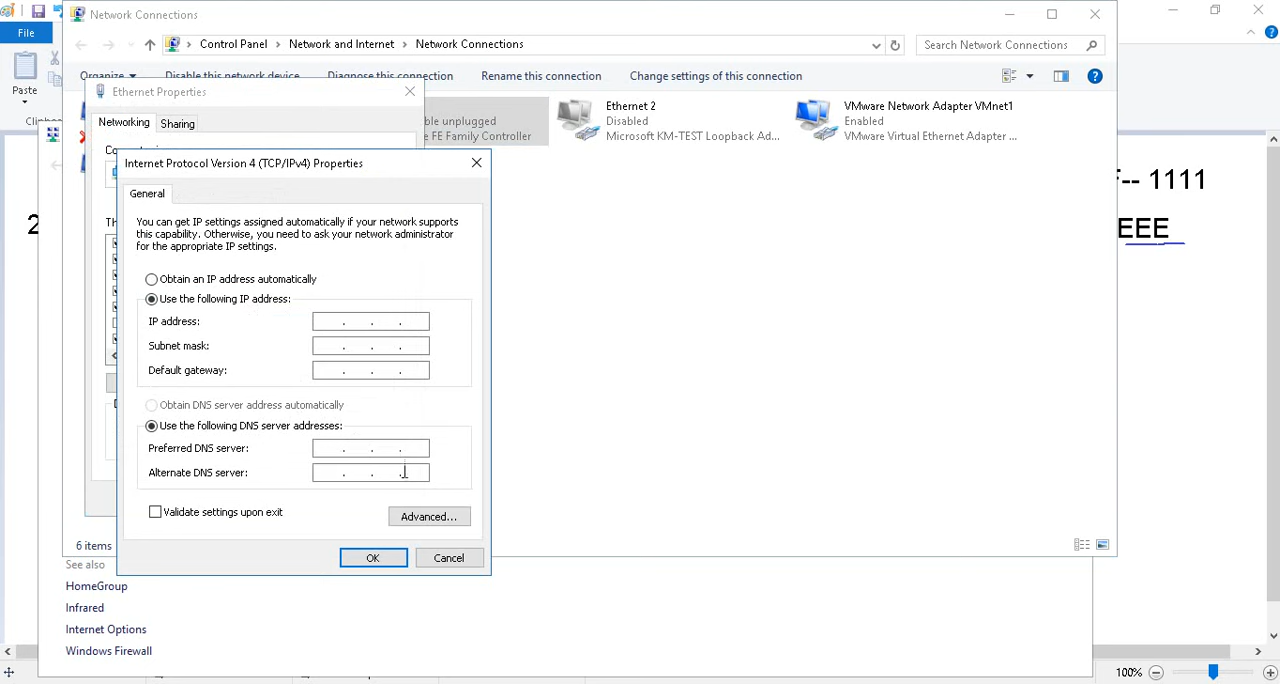 Network Connections
File
Control Panel
Network and Internet
Network Connections
Search Network Connections
Paste
Organize
Disable this network device
Diagnose this connection
Rename this connection
Change settings of this connection
Ethernet Properties
Networking
Sharing
ble unplugged
e FE Family Controller
Ethernet 2
Disabled
Microsoft KM-TEST Loopback Ad...
VMware Network Adapter VMnet1
Enabled
VMware Virtual Ethernet Adapter ...
Internet Protocol Version 4 (TCP/IPv4) Properties
General
You can get IP settings assigned automatically if your network supports
this capability. Otherwise, you need to ask your network administrator
for the appropriate IP settings.
Obtain an IP address automatically
Use the following IP address:
IP address:
Subnet mask:
Default gateway:
Obtain DNS server address automatically
Use the following DNS server addresses:
Preferred DNS server:
Alternate DNS server:
Validate settings upon exit
Advanced...
OK
Cancel
-- 1111
EEE
2
6 items
See also
HomeGroup
Infrared
Internet Options
Windows Firewall
100%